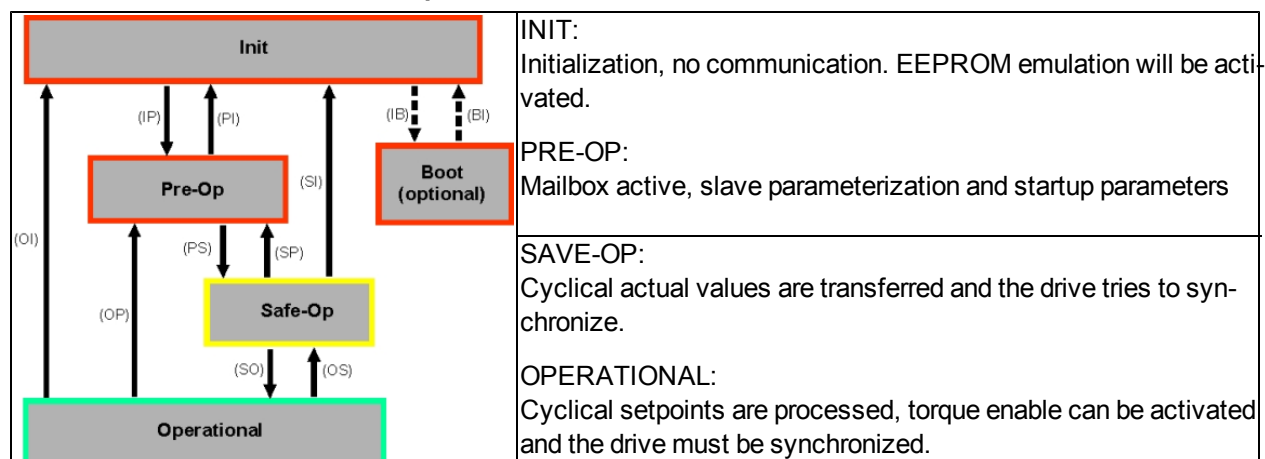 Init
(IP)
(PI)
(IB)
(BI)
Pre-Op
(SI)
Boot
(optional)
(OI)
(PS)
(SP)
(OP)
Safe-Op
(SO)
(OS)
Operational
INIT:
Initialization, no communication. EEPROM emulation will be acti-
vated.
PRE-OP:
Mailbox active, slave parameterization and startup parameters
SAVE-OP:
Cyclical actual values are transferred and the drive tries to syn-
chronize.
OPERATIONAL:
Cyclical setpoints are processed, torque enable can be activated
and the drive must be synchronized.